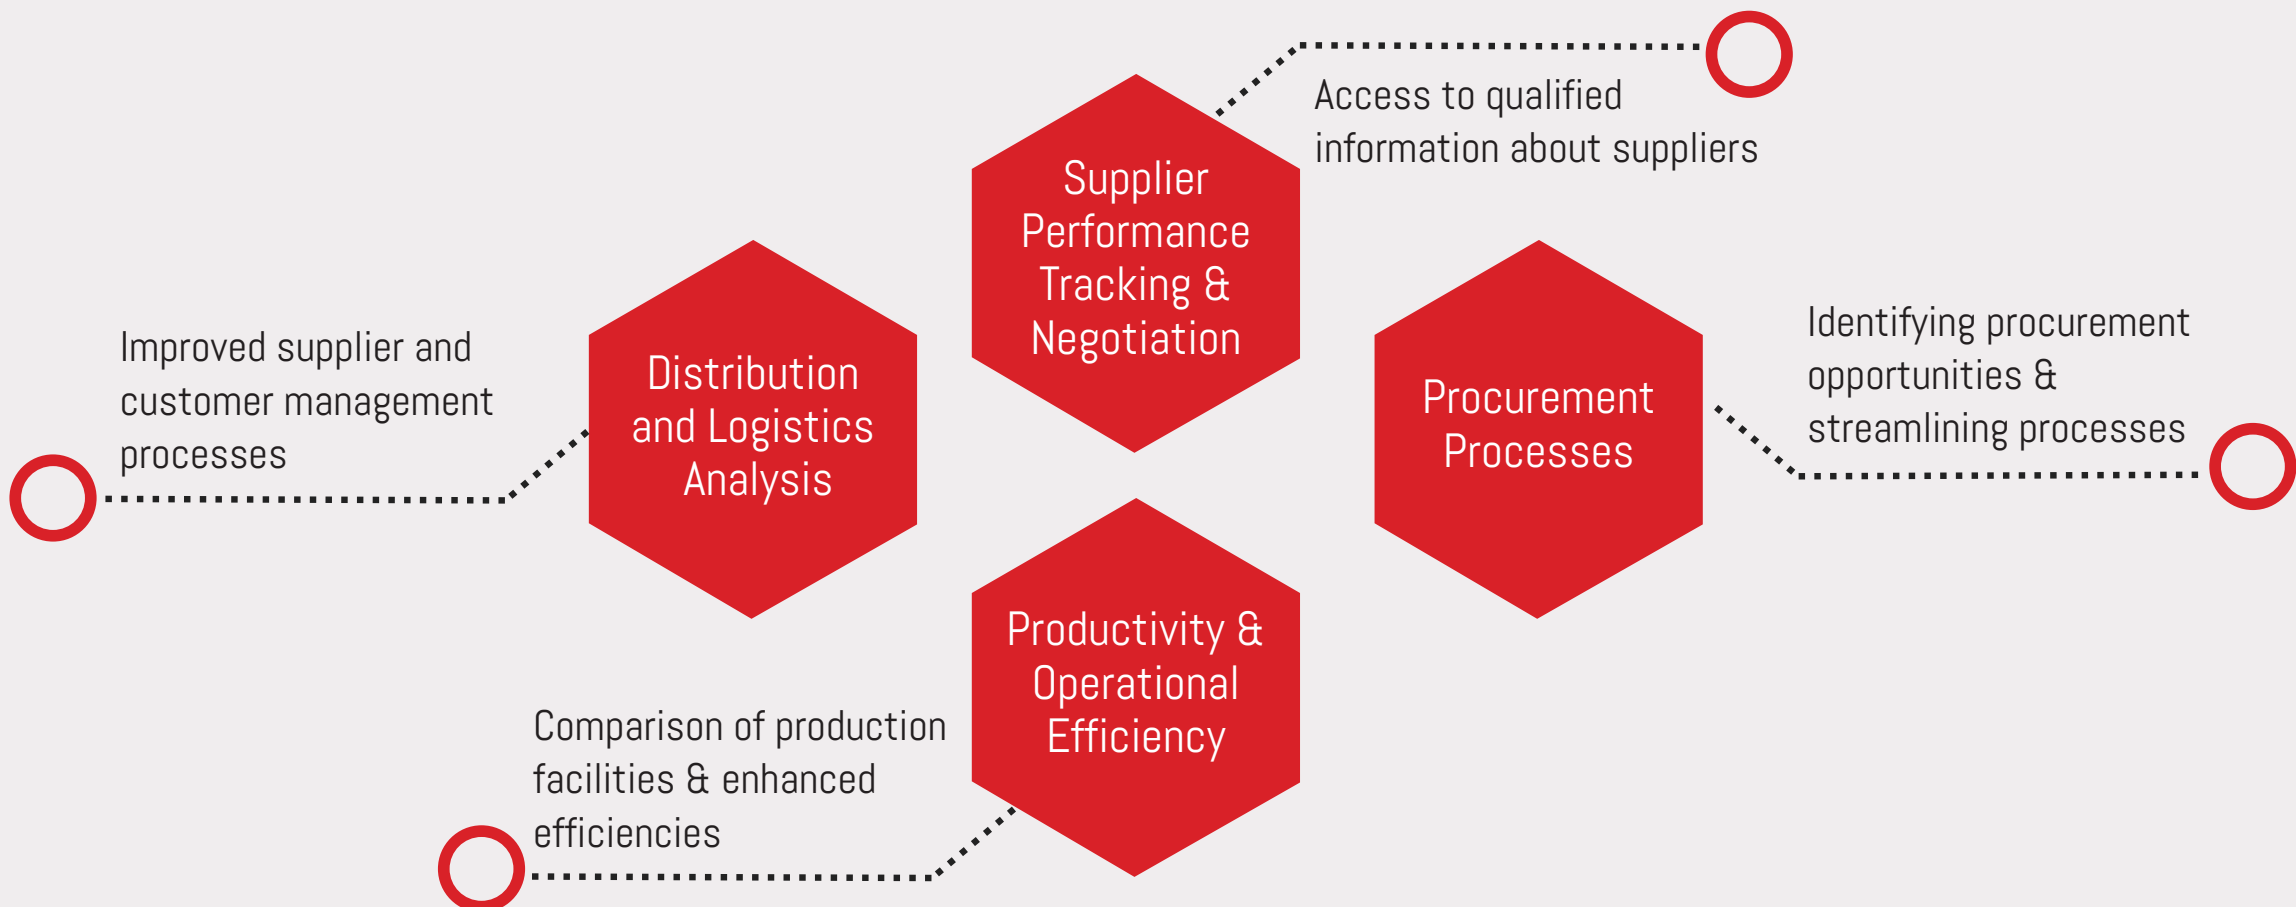 Access to qualified
information about suppliers
Supplier
Performance
Tracking &
Negotiation
Improved supplier and
customer management
processes
Distribution
and Logistics
Analysis
Procurement
Processes
Identifying procurement
opportunities &
streamlining processes
Productivity &
Operational
Efficiency
Comparison of production
facilities & enhanced
efficiencies